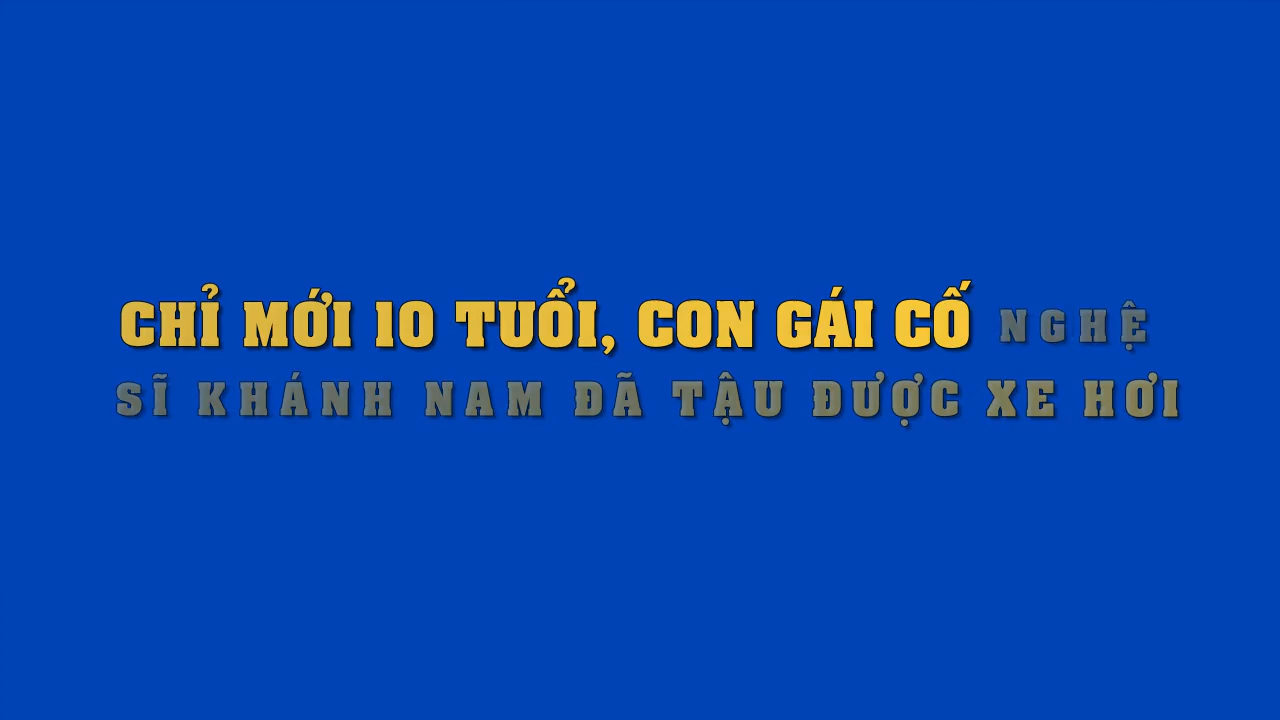 CHỈ MỚI 10 TUỔI, CON GÁI CỐ NGHỆ
SĨ KHÁNH NAM ĐÃ TẬU ĐƯỢC XE HƠI